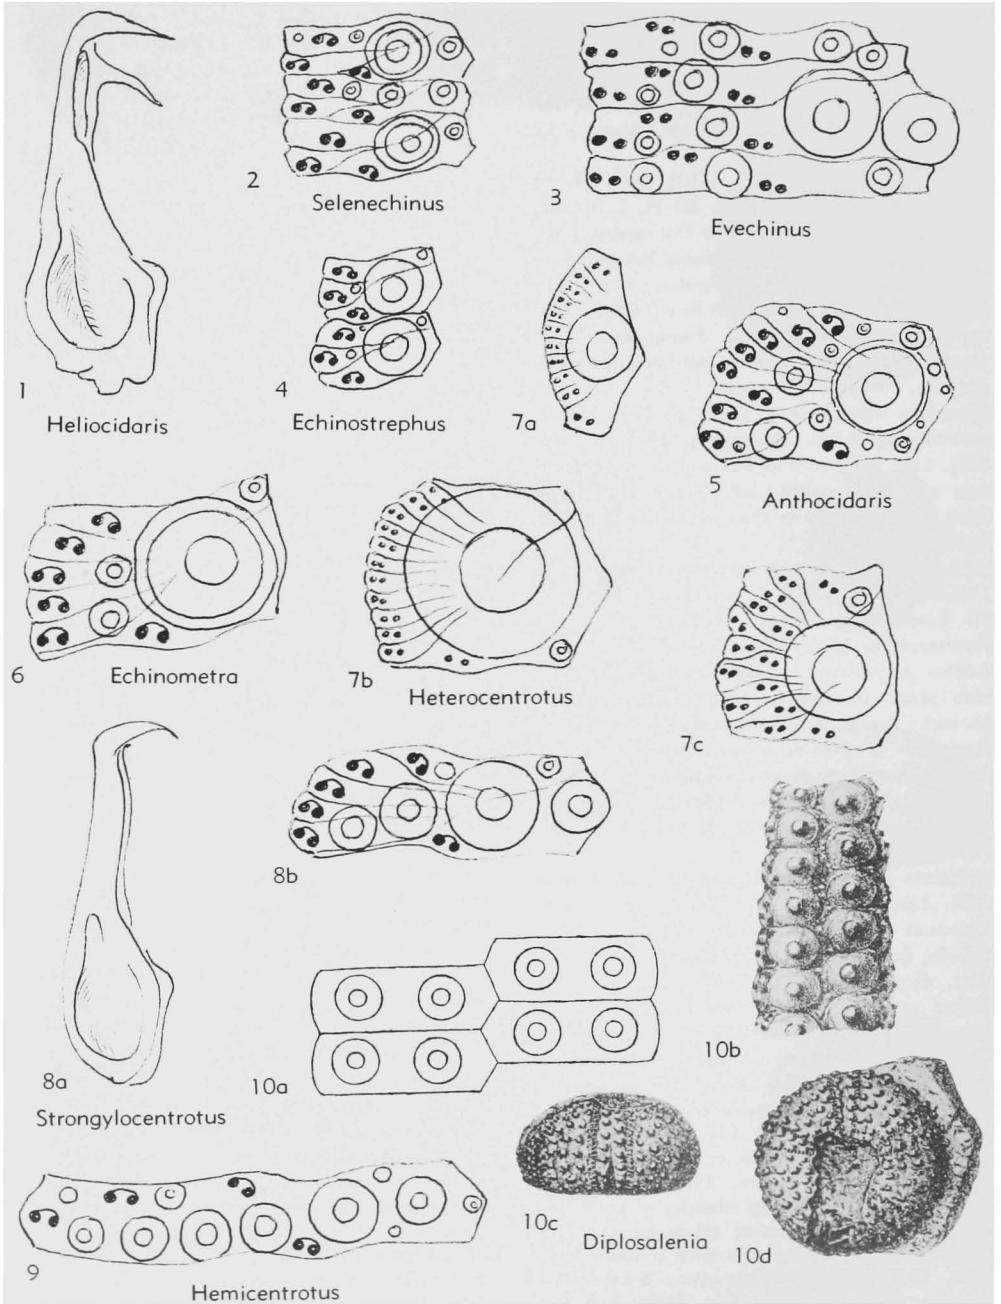 1
Heliocidaris
2
Selenechinus
3
Evechinus
4
Echinostrephus
7a
5
Anthocidaris
6
Echinometra
7b
Heterocentrotus
7c
8a
Strongylocentrotus
8b
10a
10b
10c
Diplosalenia
10d
9
Hemicentrotus